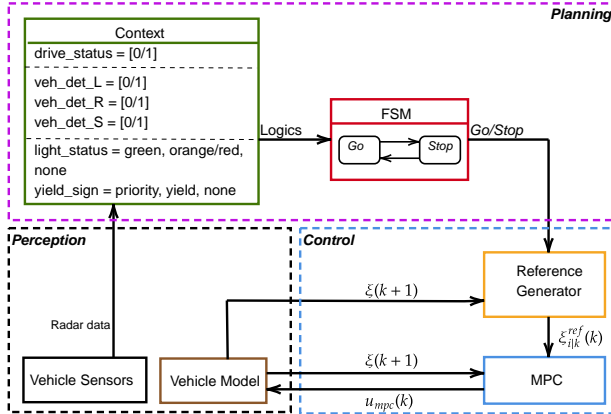 Planning
Context
drive_status = [0/1]
veh_det_L = [0/1]
veh_det_R = [0/1]
veh_det_S = [0/1]
light_status = green, orange/red,
none
yield_sign = priority, yield, none
Logics
FSM
Go
Stop
Go/Stop
Perception
Control
Radar data
Vehicle Sensors
Vehicle Model
ξ(k + 1)
Reference
Generator
ξ_{i|k}^{ref}(k)
ξ(k + 1)
u_{mpc}(k)
MPC